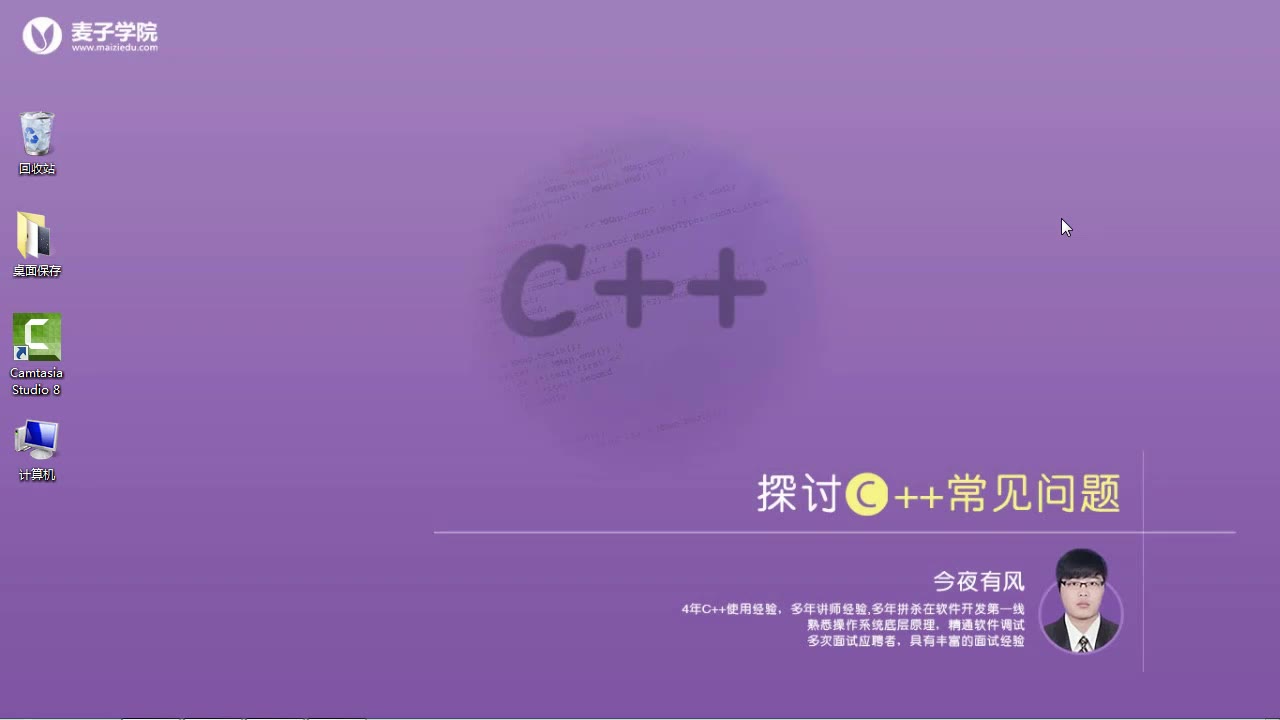 麦子学院
www.maiziedu.com
回收站
桌面保存
Camtasia
Studio 8
计算机
C++
探讨C++常见问题
今夜有风
4年C++使用经验，多年讲师经验,多年拼杀在软件开发第一线
熟悉操作系统底层原理，精通软件调试
多次面试应聘者，具有丰富的面试经验